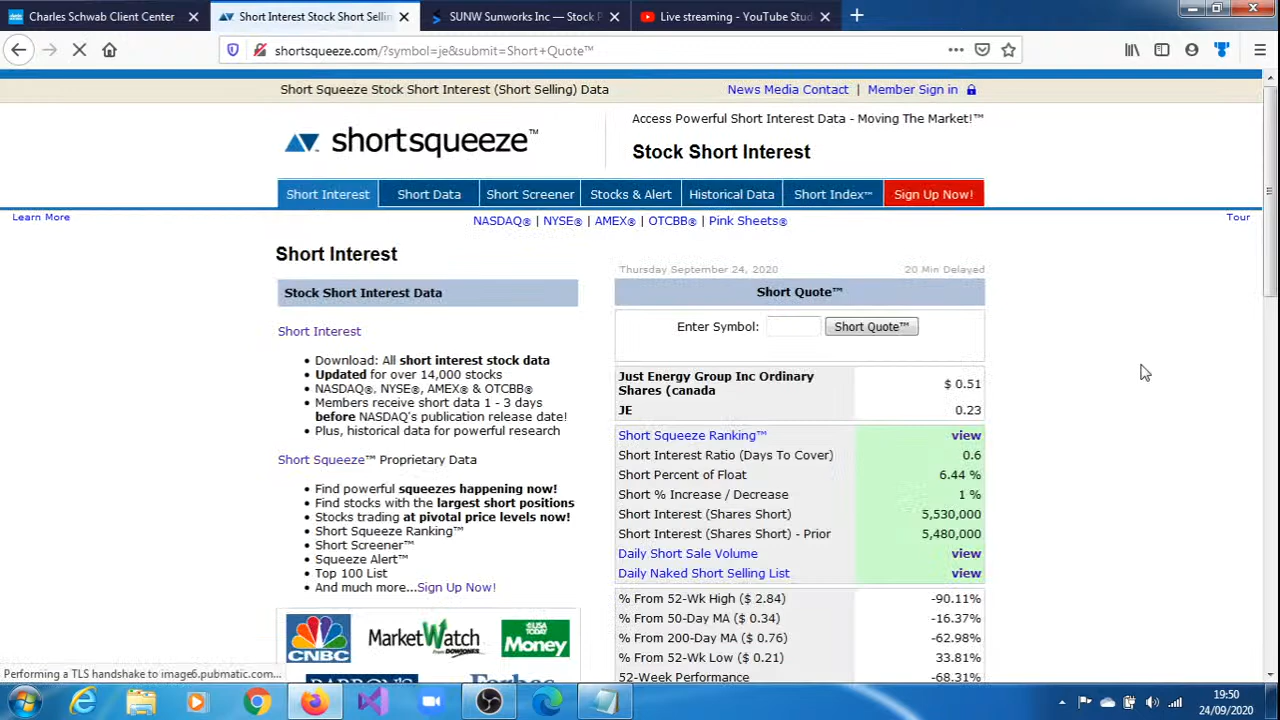 Charles Schwab Client Center
Short Interest Stock Short Sellin
SUNW Sunworks Inc — Stock P
Live streaming - YouTube Stud
shortsqueeze.com/?symbol=je&submit=Short+Quote™
Short Squeeze Stock Short Interest (Short Selling) Data
News Media Contact | Member Sign in
shortsqueeze™
Access Powerful Short Interest Data - Moving The Market!™
Stock Short Interest
Short Interest
Short Data
Short Screener
Stocks & Alert
Historical Data
Short Index™
Sign Up Now!
Learn More
NASDAQ® | NYSE® | AMEX® | OTCBB® | Pink Sheets®
Tour
Short Interest
Stock Short Interest Data
Short Interest
• Download: All short interest stock data
• Updated for over 14,000 stocks
• NASDAQ®, NYSE®, AMEX® & OTCBB®
• Members receive short data 1 - 3 days
before NASDAQ's publication release date!
• Plus, historical data for powerful research
Short Squeeze™ Proprietary Data
• Find powerful squeezes happening now!
• Find stocks with the largest short positions
• Stocks trading at pivotal price levels now!
• Short Squeeze Ranking™
• Short Screener™
• Squeeze Alert™
• Top 100 List
• And much more...Sign Up Now!
CNBC
MarketWatch
From DOWJONES
USA TODAY
Money
BARRON'S
Forbes
Thursday September 24, 2020
20 Min Delayed
Short Quote™
Enter Symbol:
Short Quote™
Just Energy Group Inc Ordinary
Shares (canada
$ 0.51
JE 0.23
Short Squeeze Ranking™ view
Short Interest Ratio (Days To Cover) 0.6
Short Percent of Float 6.44 %
Short % Increase / Decrease 1 %
Short Interest (Shares Short) 5,530,000
Short Interest (Shares Short) - Prior 5,480,000
Daily Short Sale Volume view
Daily Naked Short Selling List view
% From 52-Wk High ($ 2.84) -90.11%
% From 50-Day MA ($ 0.34) -16.37%
% From 200-Day MA ($ 0.76) -62.98%
% From 52-Wk Low ($ 0.21) 33.81%
52-Week Performance -68.31%
Performing a TLS handshake to image6.pubmatic.com...
19:50
24/09/2020